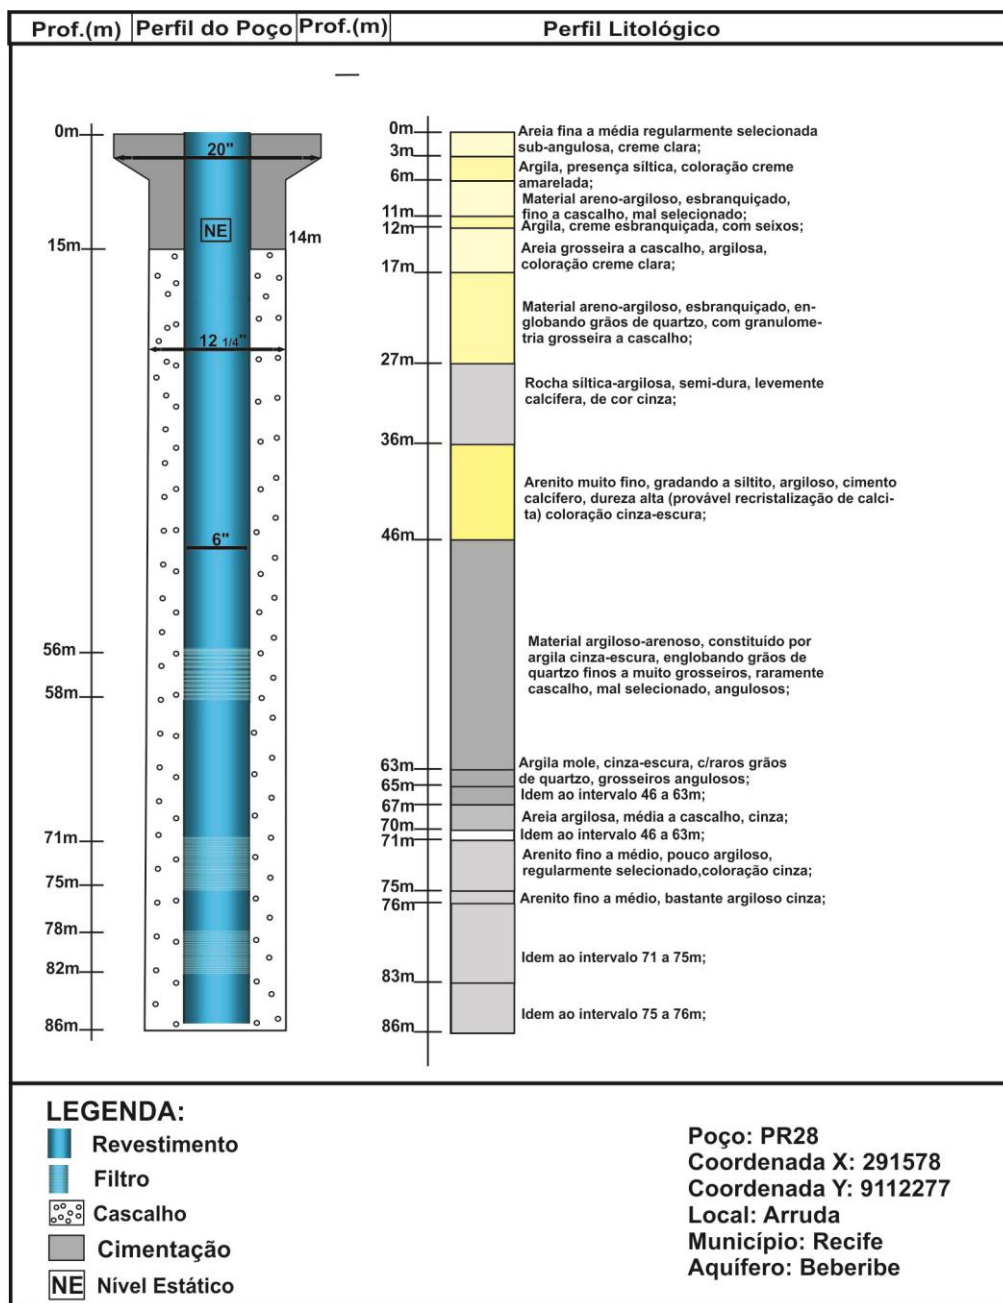 Prof.(m) Perfil do Poço Prof.(m) Perfil Litológico
0m
20"
NE
14m
15m
12 1/4"
6"
56m
58m
71m
75m
78m
82m
86m
0m
Areia fina a média regularmente selecionada
sub-angulosa, creme clara;
3m
Argila, presença síltica, coloração creme
amarelada;
6m
Material areno-argiloso, esbranquiçado,
fino a cascalho, mal selecionado;
11m
Argila, creme esbranquiçada, com seixos;
12m
Areia grosseira a cascalho, argilosa,
coloração creme clara;
17m
Material areno-argiloso, esbranquiçado, en-
globando grãos de quartzo, com granulome-
tria grosseira a cascalho;
27m
Rocha síltica-argilosa, semi-dura, levemente
calcífera, de cor cinza;
36m
Arenito muito fino, gradando a siltito, argiloso, cimento
calcífero, dureza alta (provável recristalização de calci-
ta) coloração cinza-escura;
46m
Material argiloso-arenoso, constituído por
argila cinza-escura, englobando grãos de
quartzo finos a muito grosseiros, raramente
cascalho, mal selecionado, angulosos;
63m
Argila mole, cinza-escura, c/raros grãos
de quartzo, grosseiros angulosos;
65m
Idem ao intervalo 46 a 63m;
67m
Areia argilosa, média a cascalho, cinza;
70m
Idem ao intervalo 46 a 63m;
71m
Arenito fino a médio, pouco argiloso,
regularmente selecionado,coloração cinza;
75m
Arenito fino a médio, bastante argiloso cinza;
76m
Idem ao intervalo 71 a 75m;
83m
Idem ao intervalo 75 a 76m;
86m
LEGENDA:
Revestimento
Filtro
Cascalho
Cimentação
NE Nível Estático
Poço: PR28
Coordenada X: 291578
Coordenada Y: 9112277
Local: Arruda
Município: Recife
Aquífero: Beberibe